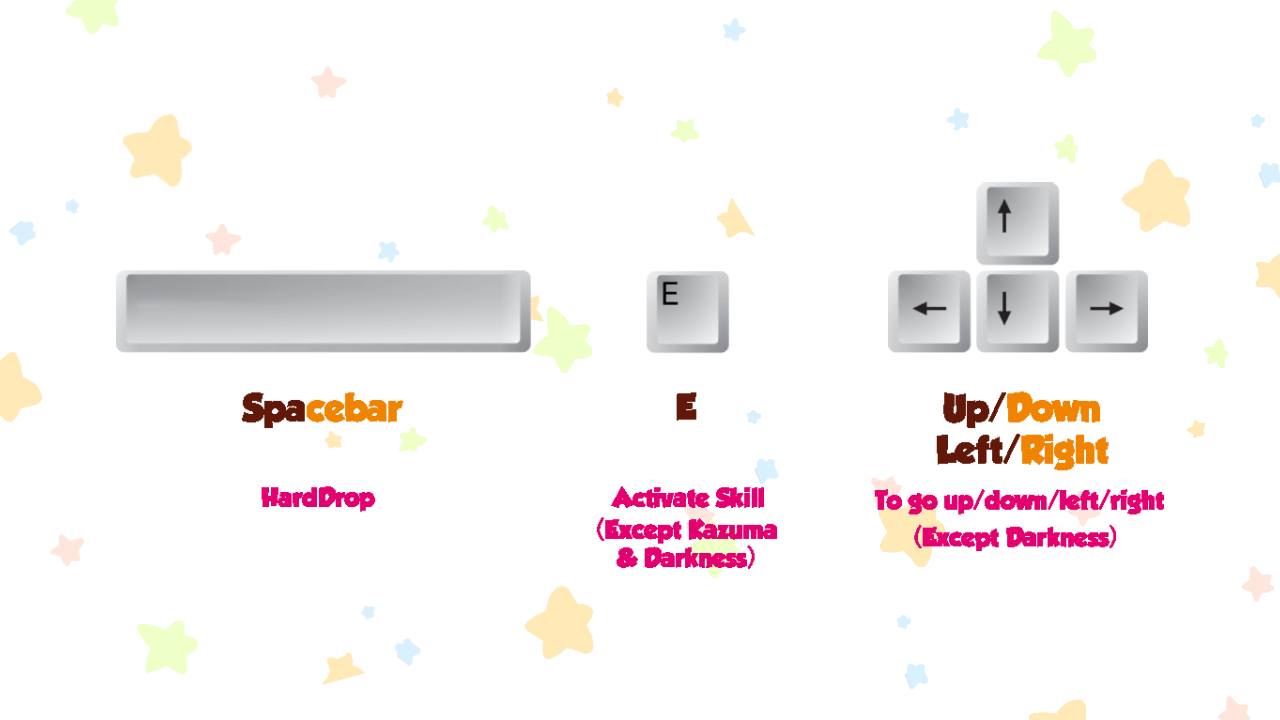 E
Spacebar
E
Up/Down
Left/Right
HardDrop
Activate Skill
(Except Kazuma
& Darkness)
To go up/down/left/right
(Except Darkness)